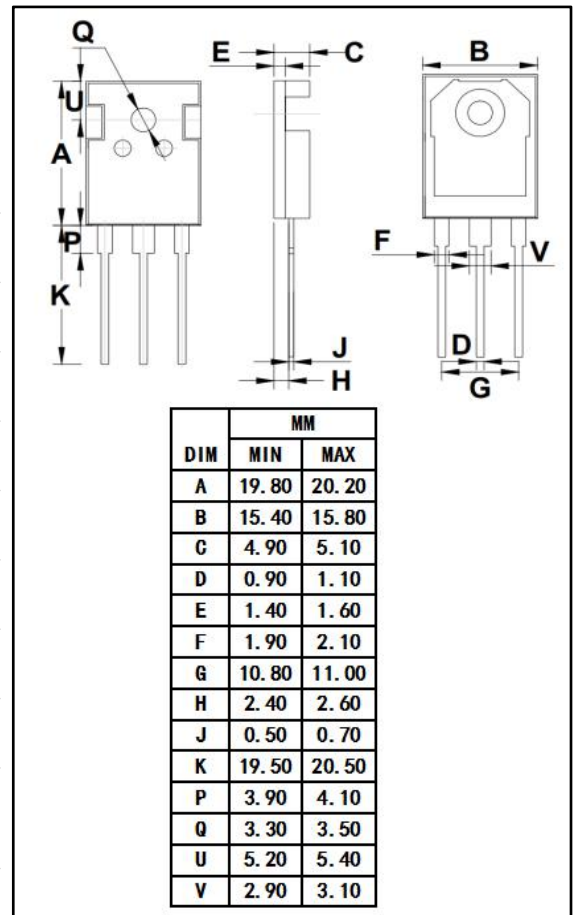 Q
E C B
U
A
P
K
F V
J
H
D
G
MM
DIM MIN MAX
A 19.80 20.20
B 15.40 15.80
C 4.90 5.10
D 0.90 1.10
E 1.40 1.60
F 1.90 2.10
G 10.80 11.00
H 2.40 2.60
J 0.50 0.70
K 19.50 20.50
P 3.90 4.10
Q 3.30 3.50
U 5.20 5.40
V 2.90 3.10